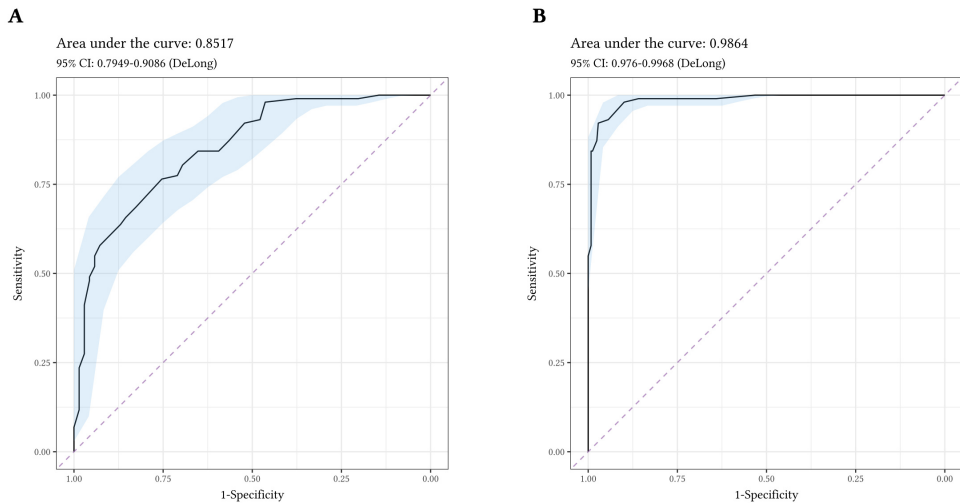 A
Area under the curve: 0.8517
95% CI: 0.7949-0.9086 (DeLong)
1.00
0.75
0.50
0.25
0.00
Sensitivity
1.00
0.75
0.50
0.25
0.00
1-Specificity
B
Area under the curve: 0.9864
95% CI: 0.976-0.9968 (DeLong)
1.00
0.75
0.50
0.25
0.00
Sensitivity
1.00
0.75
0.50
0.25
0.00
1-Specificity